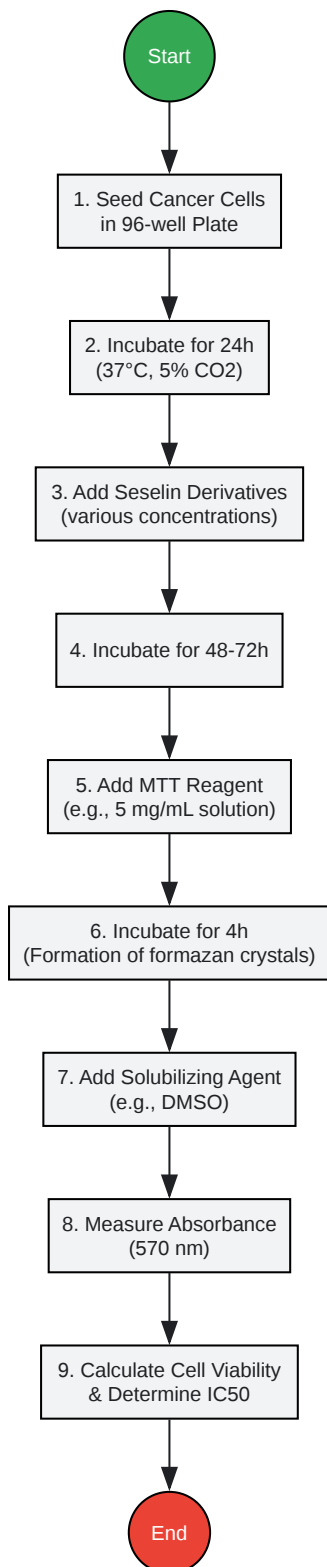 Start
1. Seed Cancer Cells
in 96-well Plate
2. Incubate for 24h
(37°C, 5% CO2)
3. Add Seselin Derivatives
(various concentrations)
4. Incubate for 48-72h
5. Add MTT Reagent
(e.g., 5 mg/mL solution)
6. Incubate for 4h
(Formation of formazan crystals)
7. Add Solubilizing Agent
(e.g., DMSO)
8. Measure Absorbance
(570 nm)
9. Calculate Cell Viability
& Determine IC50
End